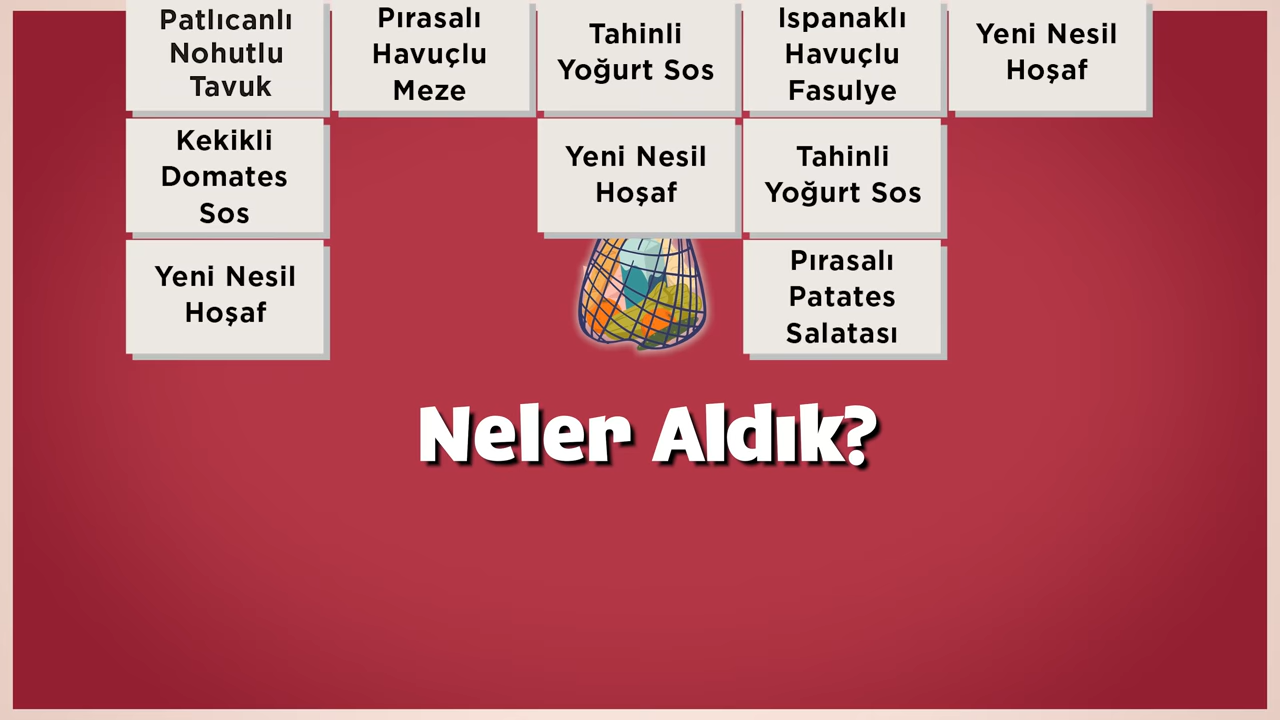 Patlıcanlı
Nohutlu
Tavuk
Pırasalı
Havuçlu
Meze
Tahinli
Yoğurt Sos
Ispanaklı
Havuçlu
Fasulye
Yeni Nesil
Hoşaf
Kekikli
Domates
Sos
Yeni Nesil
Hoşaf
Tahinli
Yoğurt Sos
Yeni Nesil
Hoşaf
Pırasalı
Patates
Salatası
Neler Aldık?